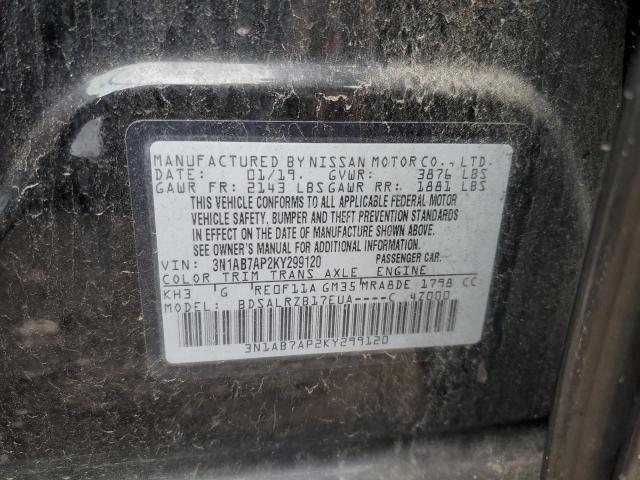 MANUFACTURED BY NISSAN MOTOR CO., LTD.
DATE: 01/19. GVWR: 3876 LBS
GAWR FR: 2143 LBS GAWR RR: 1881 LBS
THIS VEHICLE CONFORMS TO ALL APPLICABLE FEDERAL MOTOR
VEHICLE SAFETY, BUMPER AND THEFT PREVENTION STANDARDS
IN EFFECT ON THE DATE OF MANUFACTURE SHOWN ABOVE.
SEE OWNER'S MANUAL FOR ADDITIONAL INFORMATION.
VIN: 3N1AB7AP2KY299120 PASSENGER CAR
COLOR TRIM TRANS AXLE ENGINE
KH3 'G 'RE0F11A GM35 MRA8DE 1798 CC
MODEL: BDSALRZB17EUA----C 4Z000
3N1AB7AP2KY299120